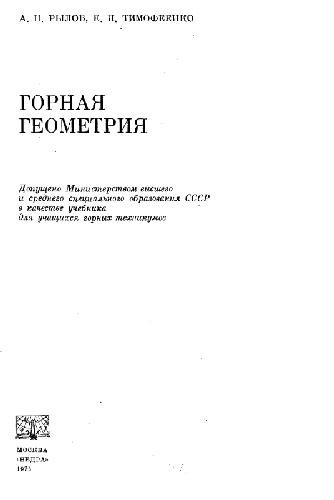 А. П. РЫЛОВ, Е. И. ТИМОФЕЕНКО
ГОРНАЯ
ГЕОМЕТРИЯ
Допущено Министерством высшего
и среднего специального образования СССР
в качестве учебника
для учащихся горных техникумов
МОСКВА
«НЕДРА»